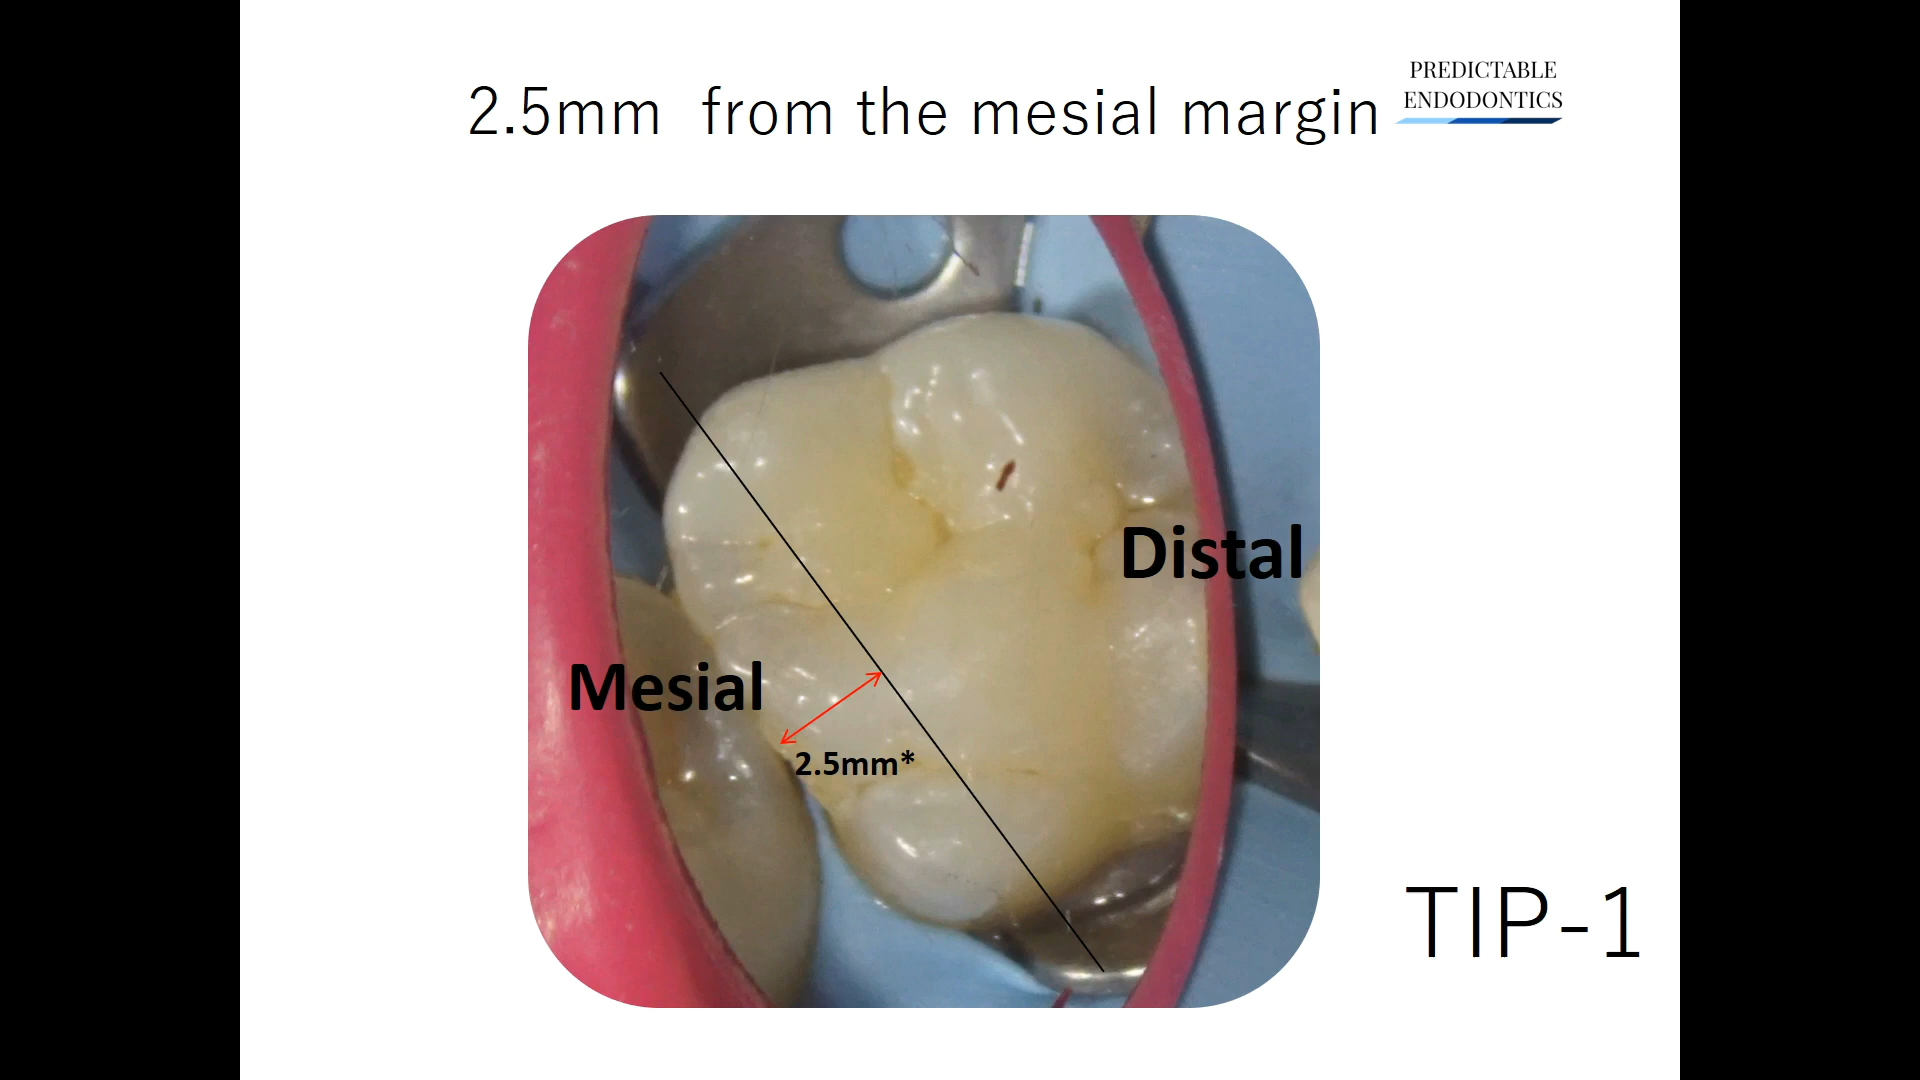 2.5mm from the mesial margin
PREDICTABLE
ENDODONTICS
Distal
Mesial
2.5mm*
TIP-1